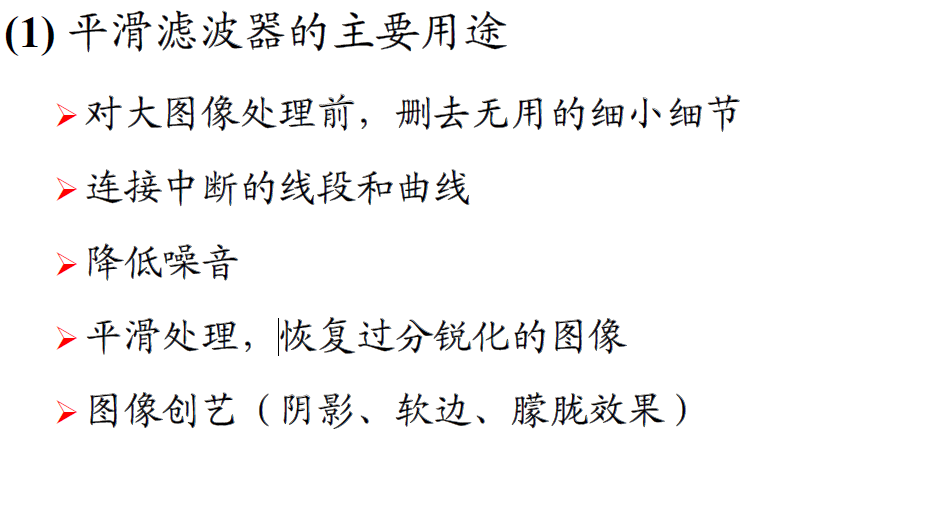 (1) 平滑滤波器的主要用途
对大图像处理前，删去无用的细小细节
连接中断的线段和曲线
降低噪音
平滑处理，恢复过分锐化的图像
图像创艺（阴影、软边、朦胧效果）